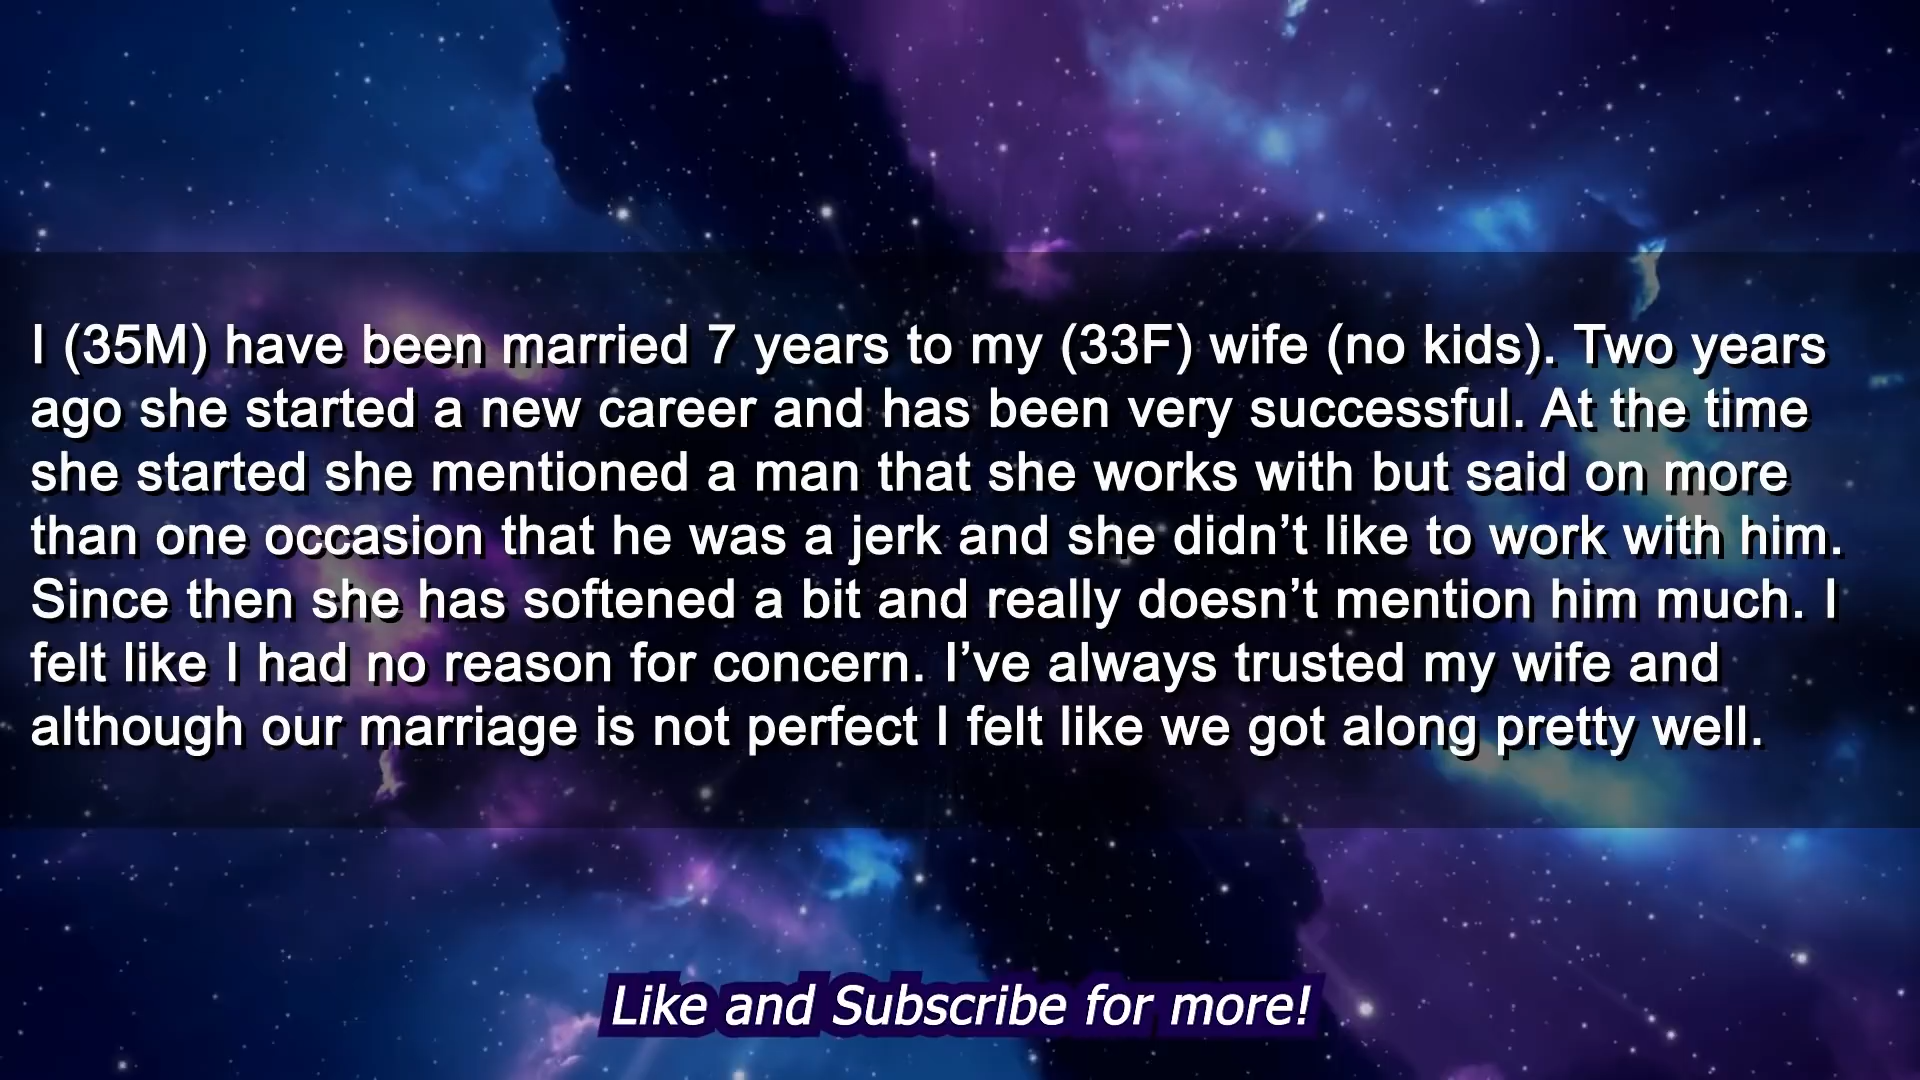 I (35M) have been married 7 years to my (33F) wife (no kids). Two years
ago she started a new career and has been very successful. At the time
she started she mentioned a man that she works with but said on more
than one occasion that he was a jerk and she didn’t like to work with him.
Since then she has softened a bit and really doesn’t mention him much. I
felt like I had no reason for concern. I’ve always trusted my wife and
although our marriage is not perfect I felt like we got along pretty well.
Like and Subscribe for more!